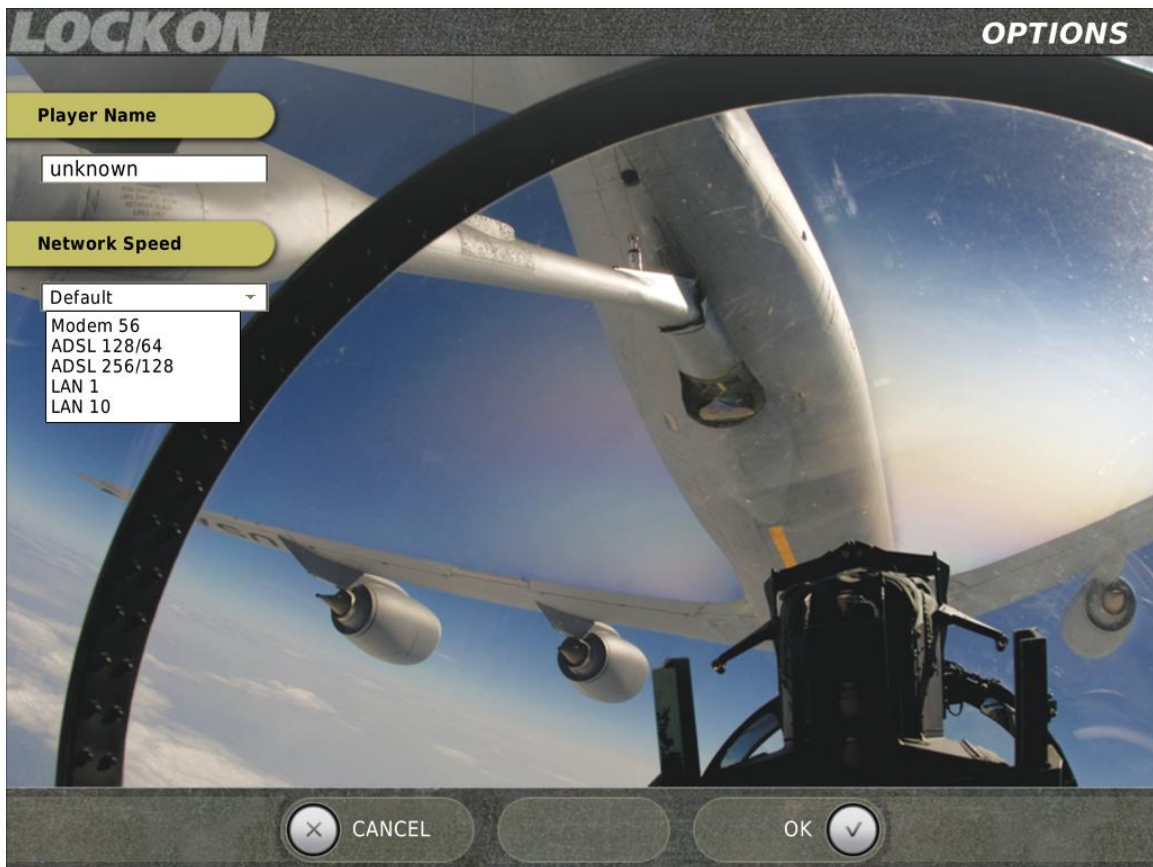 LOCKON
OPTIONS
Player Name
unknown
Network Speed
Default
Modem 56
ADSL 128/64
ADSL 256/128
LAN 1
LAN 10
CANCEL
OK